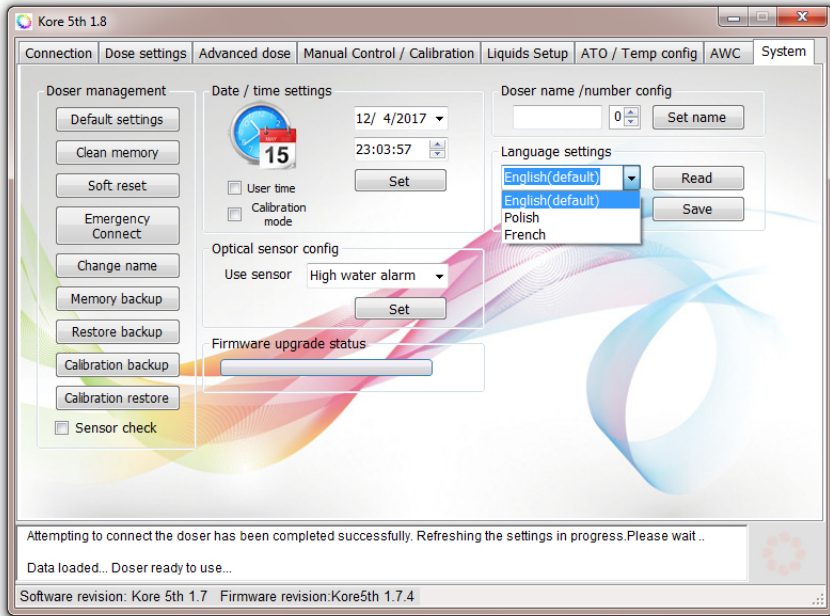 Kore 5th 1.8
Connection
Dose settings
Advanced dose
Manual Control / Calibration
Liquids Setup
ATO / Temp config
AWC
System
Doser management
Default settings
Clean memory
Soft reset
Emergency
Connect
Change name
Memory backup
Restore backup
Calibration backup
Calibration restore
Sensor check
Date / time settings
15
12/ 4/2017
23:03:57
User time
Calibration
mode
Set
Optical sensor config
Use sensor
High water alarm
Set
Firmware upgrade status
Doser name /number config
0
Set name
Language settings
English(default)
Read
English(default)
Polish
French
Save
Attempting to connect the doser has been completed successfully. Refreshing the settings in progress.Please wait ..
Data loaded... Doser ready to use...
Software revision: Kore 5th 1.7 Firmware revision:Kore5th 1.7.4